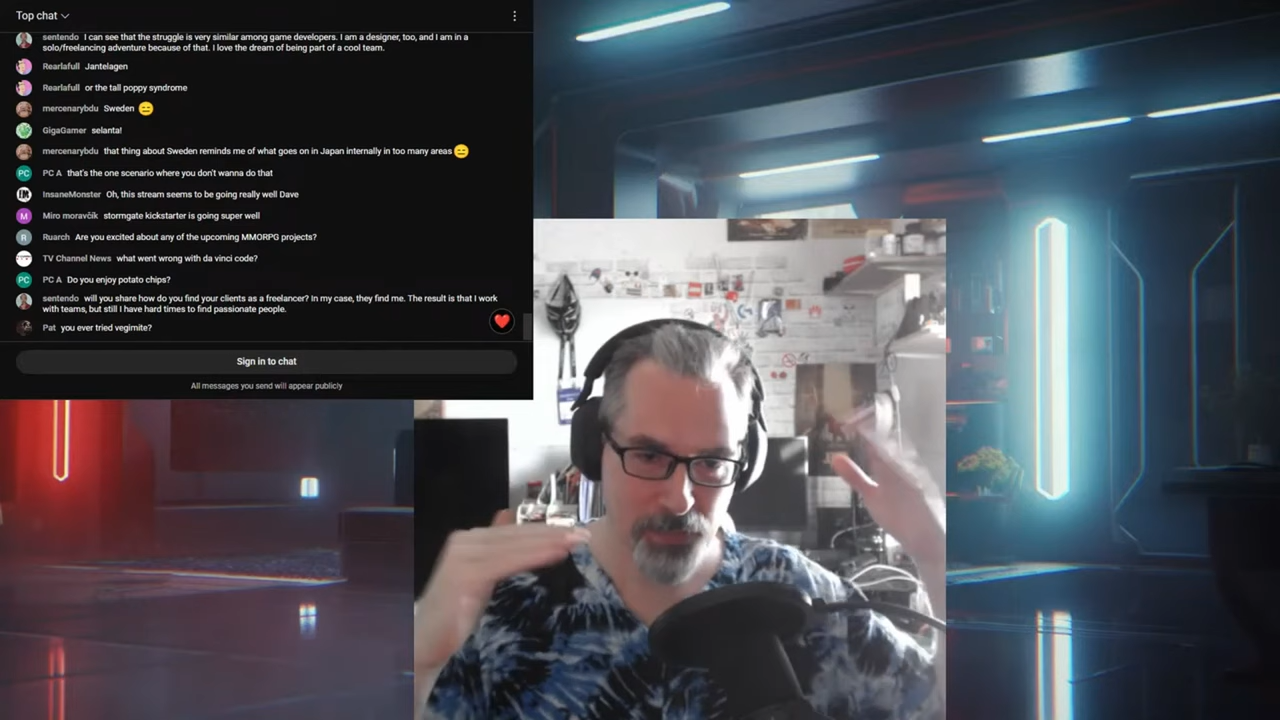 Top chat
sentendo I can see that the struggle is very similar among game developers. I am a designer, too, and I am in a
solo/freelancing adventure because of that. I love the dream of being part of a cool team.
Rearlafull Jantelagen
Rearlafull or the tall poppy syndrome
mercenarybdu Sweden 😑
GigaGamer selanta!
mercenarybdu that thing about Sweden reminds me of what goes on in Japan internally in too many areas 😑
PC A that's the one scenario where you don't wanna do that
InsaneMonster Oh, this stream seems to be going really well Dave
M Miro moravčík stormgate kickstarter is going super well
R Ruarch Are you excited about any of the upcoming MMORPG projects?
TV Channel News what went wrong with da vinci code?
PC PC A Do you enjoy potato chips?
sentendo will you share how do you find your clients as a freelancer? In my case, they find me. The result is that I work
with teams, but still I have hard times to find passionate people.
Pat you ever tried vegimite?
Sign in to chat
All messages you send will appear publicly